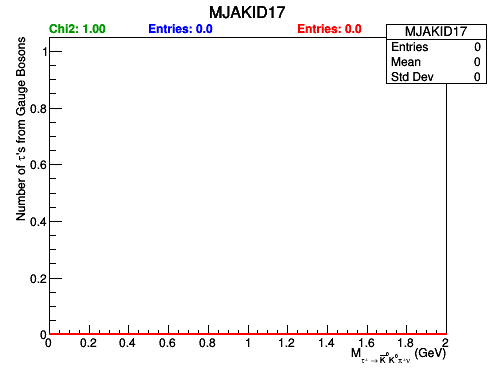 MJAKID17
Chi2: 1.00 Entries: 0.0 Entries: 0.0
MJAKID17
Entries 0
Mean 0
Std Dev 0
Number of τ's from Gauge Bosons
1
0.8
0.6
0.4
0.2
0
0 0.2 0.4 0.6 0.8 1 1.2 1.4 1.6 1.8 2
M τ⁺ → K̅⁰K⁰π⁺ν (GeV)